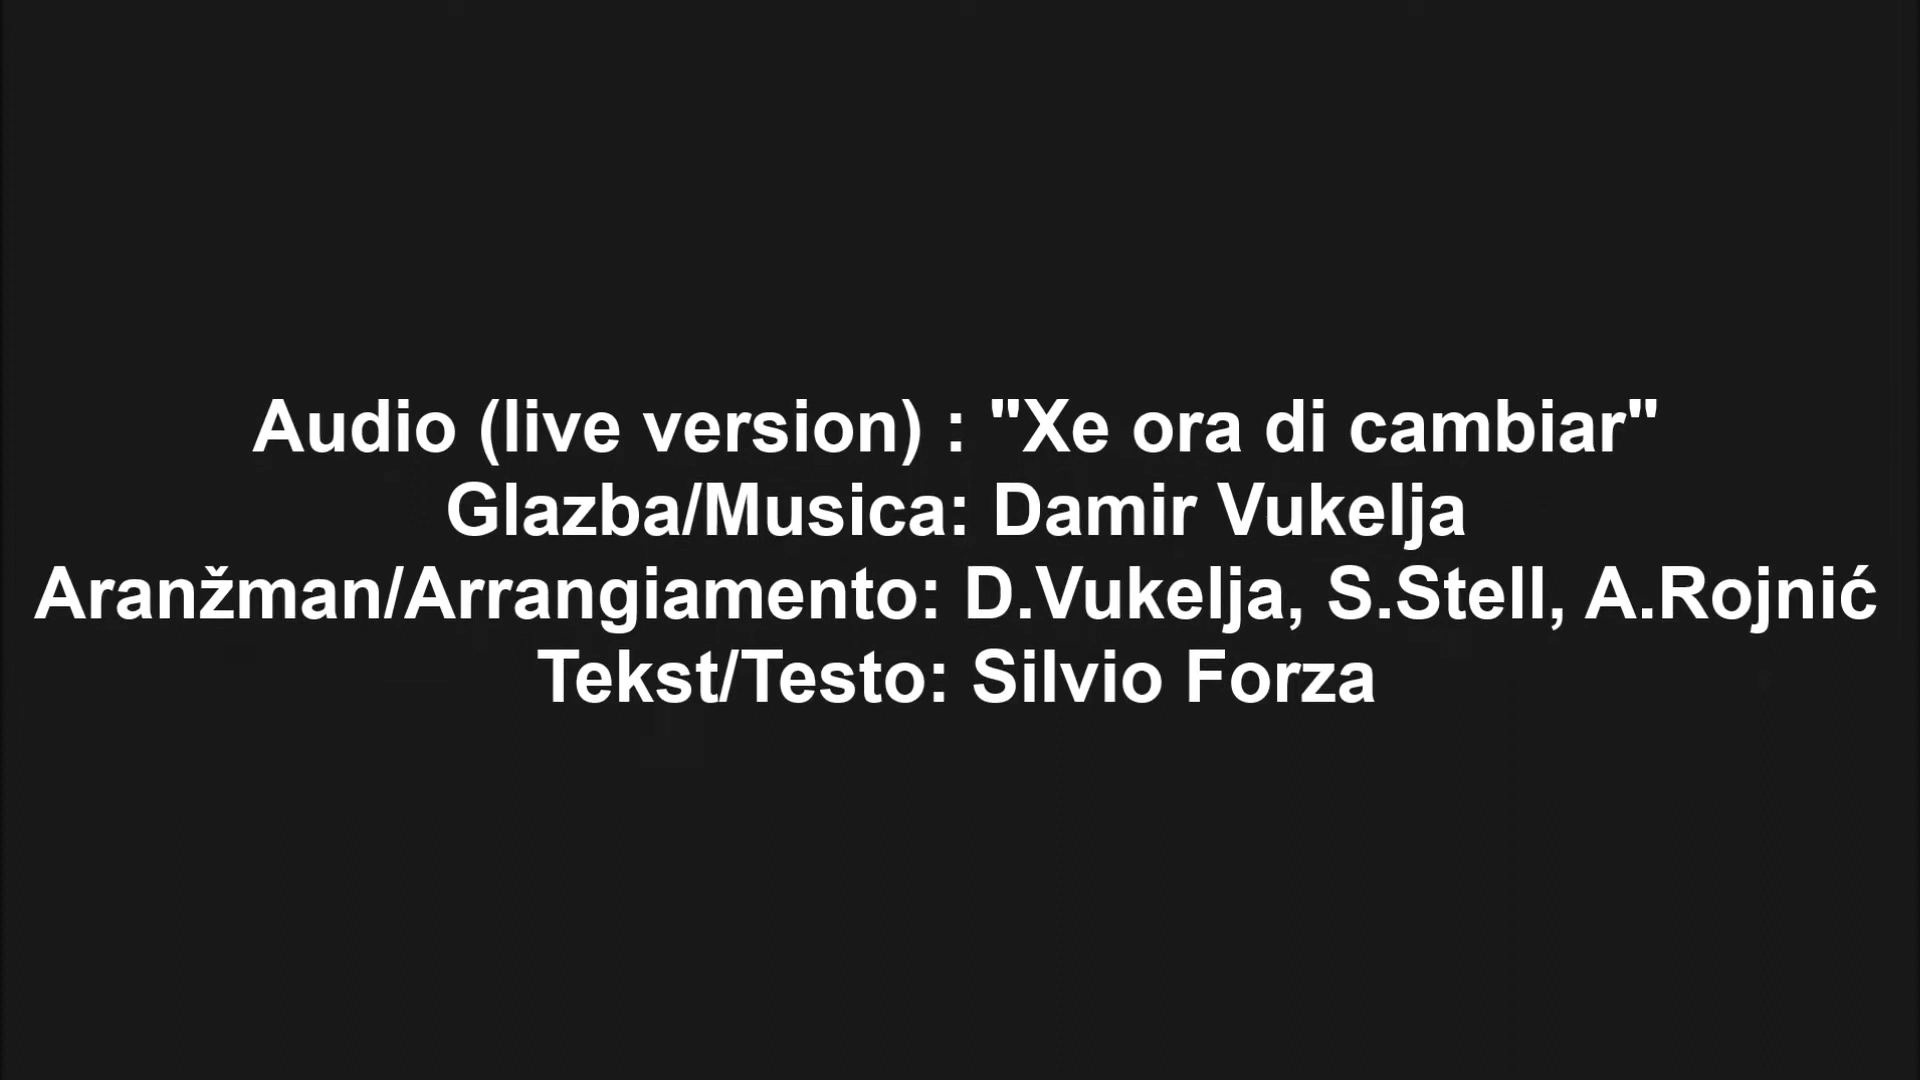 Audio (live version) : "Xe ora di cambiar"
Glazba/Musica: Damir Vukelja
Aranžman/Arrangiamento: D.Vukelja, S.Stell, A.Rojnić
Tekst/Testo: Silvio Forza